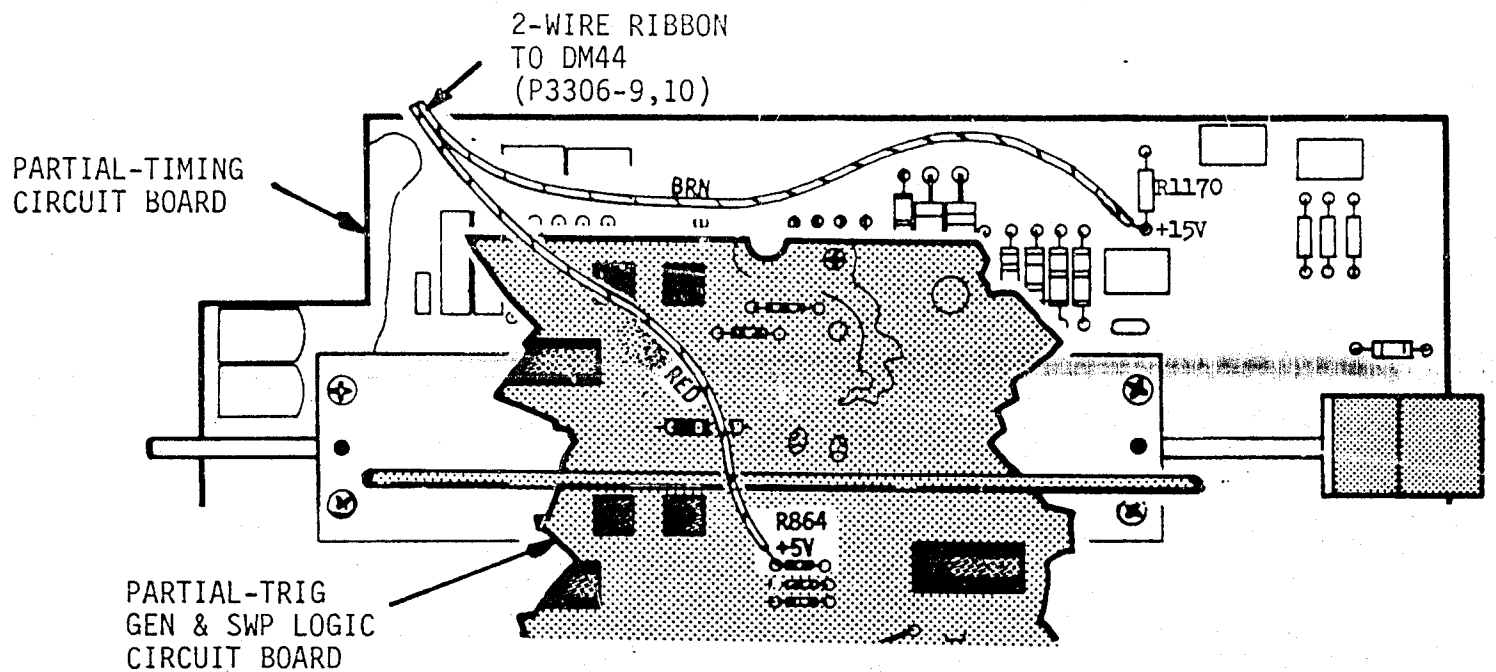 2-WIRE RIBBON
TO DM44
(P3306-9,10)
PARTIAL-TIMING
CIRCUIT BOARD
BRN
R1170
+15V
RED
R864
+5V
PARTIAL-TRIG
GEN & SWP LOGIC
CIRCUIT BOARD